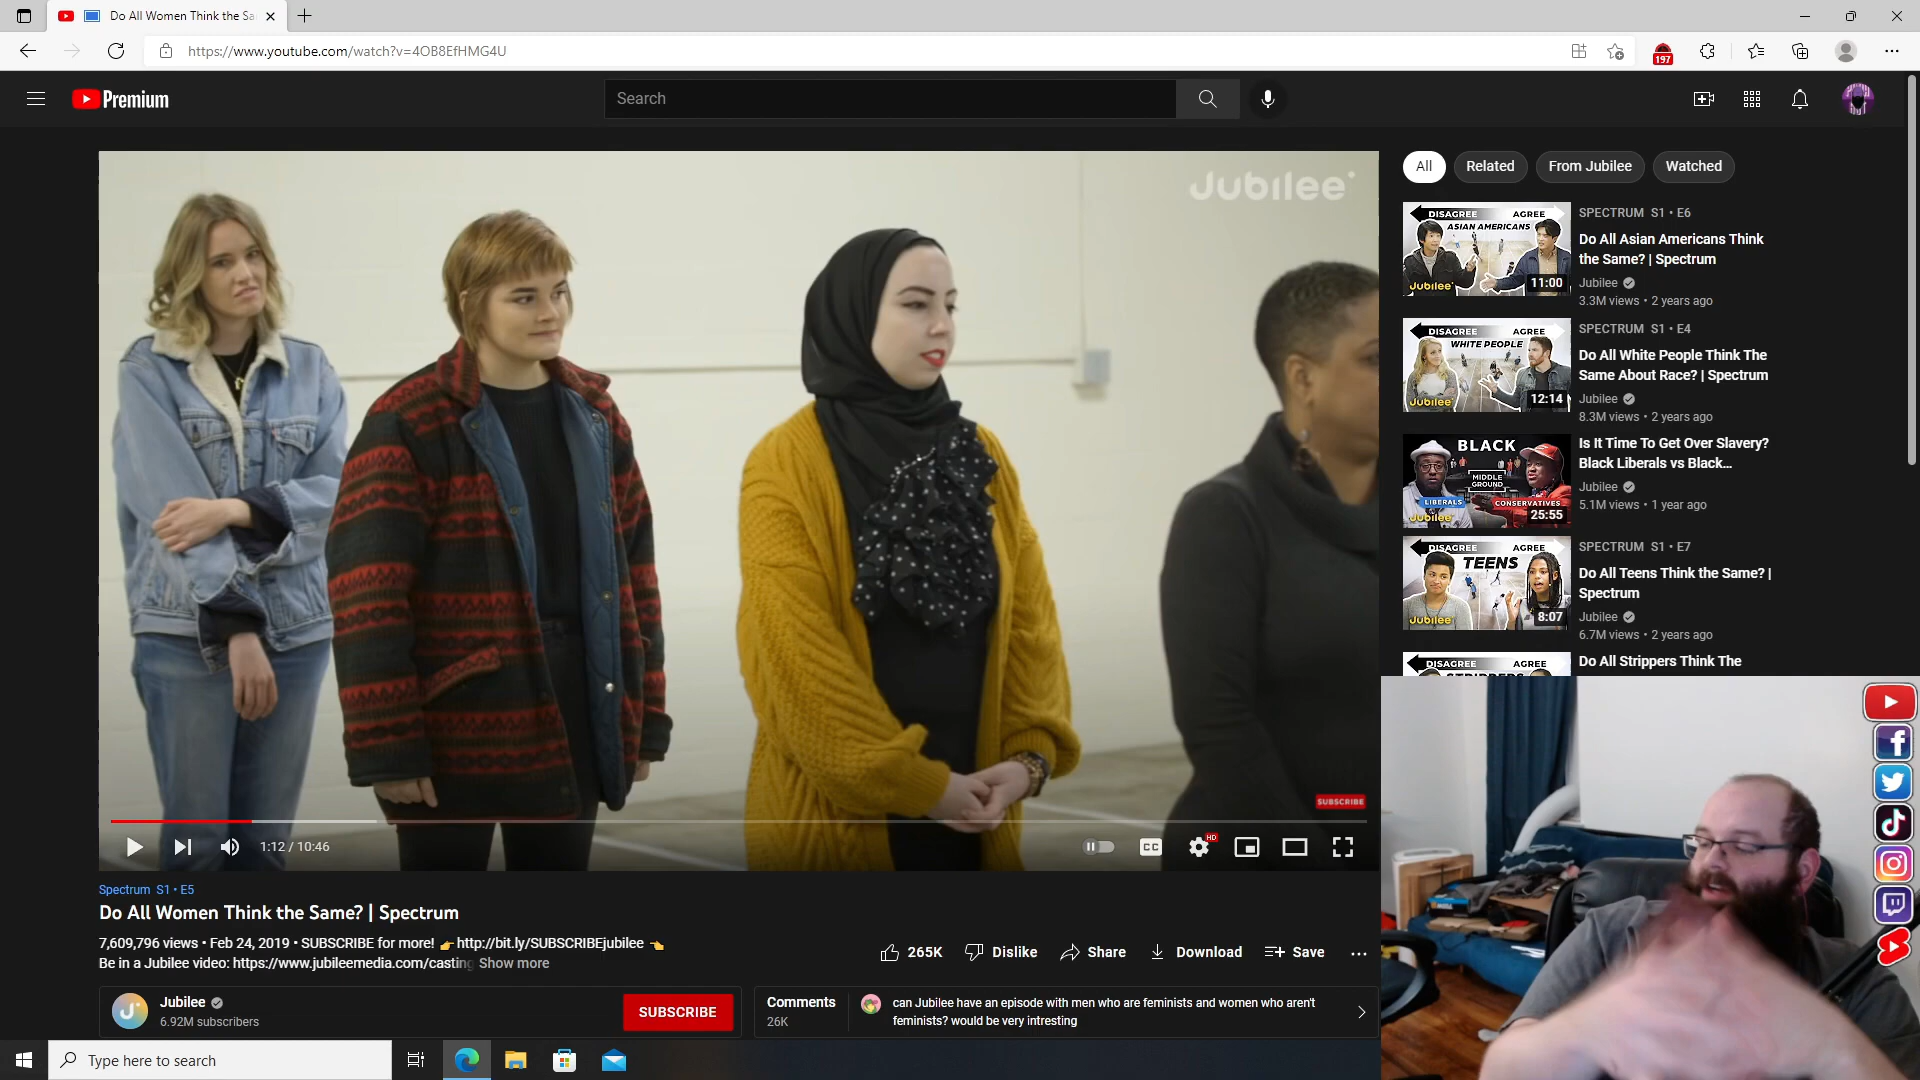 Do All Women Think the Sa
https://www.youtube.com/watch?v=4OB8EfHMG4U
197
Premium
Search
Jubilee
SUBSCRIBE
1:12 / 10:46
CC
HD
Spectrum S1 • E5
Do All Women Think the Same? | Spectrum
7,609,796 views • Feb 24, 2019 • SUBSCRIBE for more! 👉 http://bit.ly/SUBSCRIBEjubilee 👈
Be in a Jubilee video: https://www.jubileemedia.com/casting Show more
265K Dislike Share Download Save
Jubilee
6.92M subscribers
SUBSCRIBE
Comments
26K
can Jubilee have an episode with men who are feminists and women who aren't
feminists? would be very intresting
All Related From Jubilee Watched
DISAGREE AGREE
ASIAN AMERICANS
Jubilee
11:00
SPECTRUM S1 • E6
Do All Asian Americans Think
the Same? | Spectrum
Jubilee
3.3M views • 2 years ago
DISAGREE AGREE
WHITE PEOPLE
Jubilee
12:14
SPECTRUM S1 • E4
Do All White People Think The
Same About Race? | Spectrum
Jubilee
8.3M views • 2 years ago
BLACK
MIDDLE
GROUND
LIBERALS
CONSERVATIVES
Jubilee
25:55
Is It Time To Get Over Slavery?
Black Liberals vs Black...
Jubilee
5.1M views • 1 year ago
DISAGREE AGREE
TEENS
Jubilee
8:07
SPECTRUM S1 • E7
Do All Teens Think the Same? |
Spectrum
Jubilee
6.7M views • 2 years ago
DISAGREE AGREE
STRIPPERS
Do All Strippers Think The
Type here to search